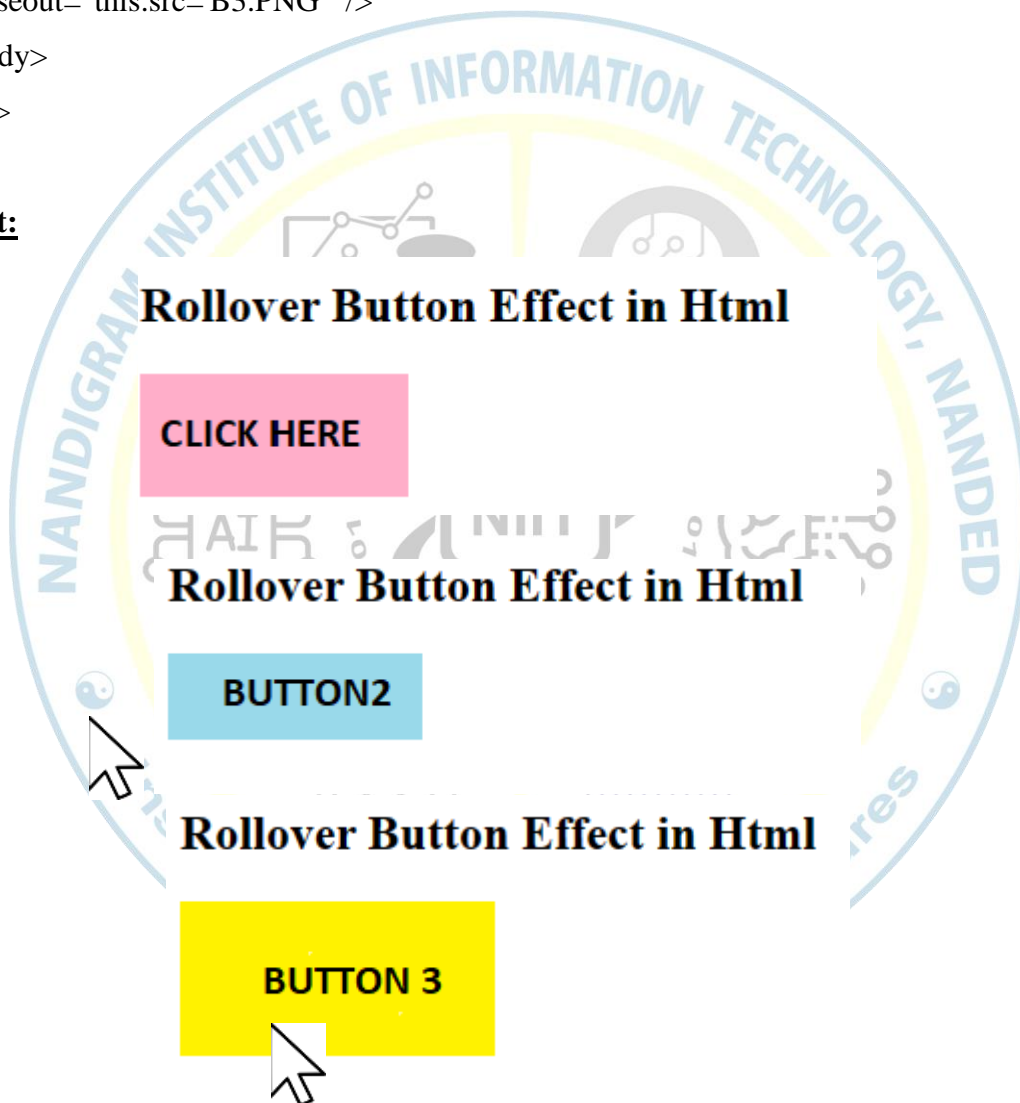 seout="this.src='B3.PNG'" />
dy>
>
t:
NANDIGRAM INSTITUTE OF INFORMATION TECHNOLOGY, NANDED
Rollover Button Effect in Html
CLICK HERE
Rollover Button Effect in Html
BUTTON2
Rollover Button Effect in Html
BUTTON 3